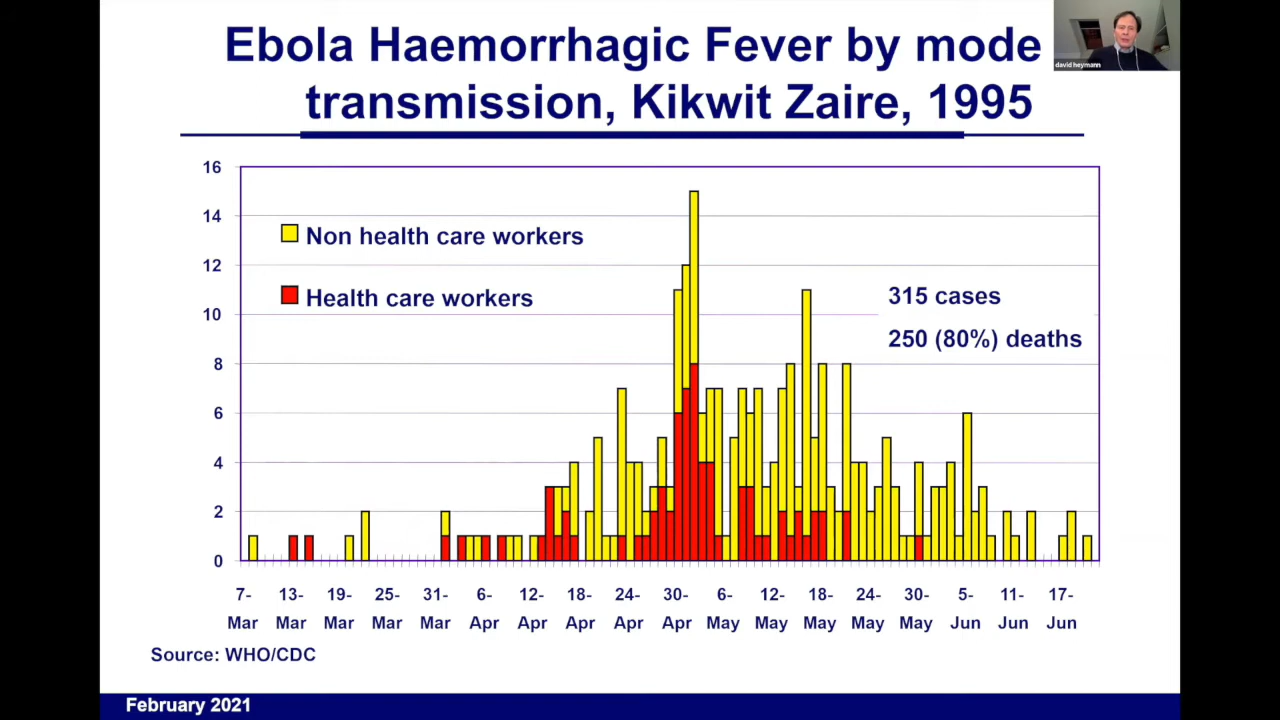 Ebola Haemorrhagic Fever by mode
transmission, Kikwit Zaire, 1995
david heymann
16
14
12
10
8
6
4
2
0
Non health care workers
Health care workers
315 cases
250 (80%) deaths
7- 13- 19- 25- 31- 6- 12- 18- 24- 30- 6- 12- 18- 24- 30- 5- 11- 17-
Mar Mar Mar Mar Mar Apr Apr Apr Apr Apr May May May May May Jun Jun Jun
Source: WHO/CDC
February 2021